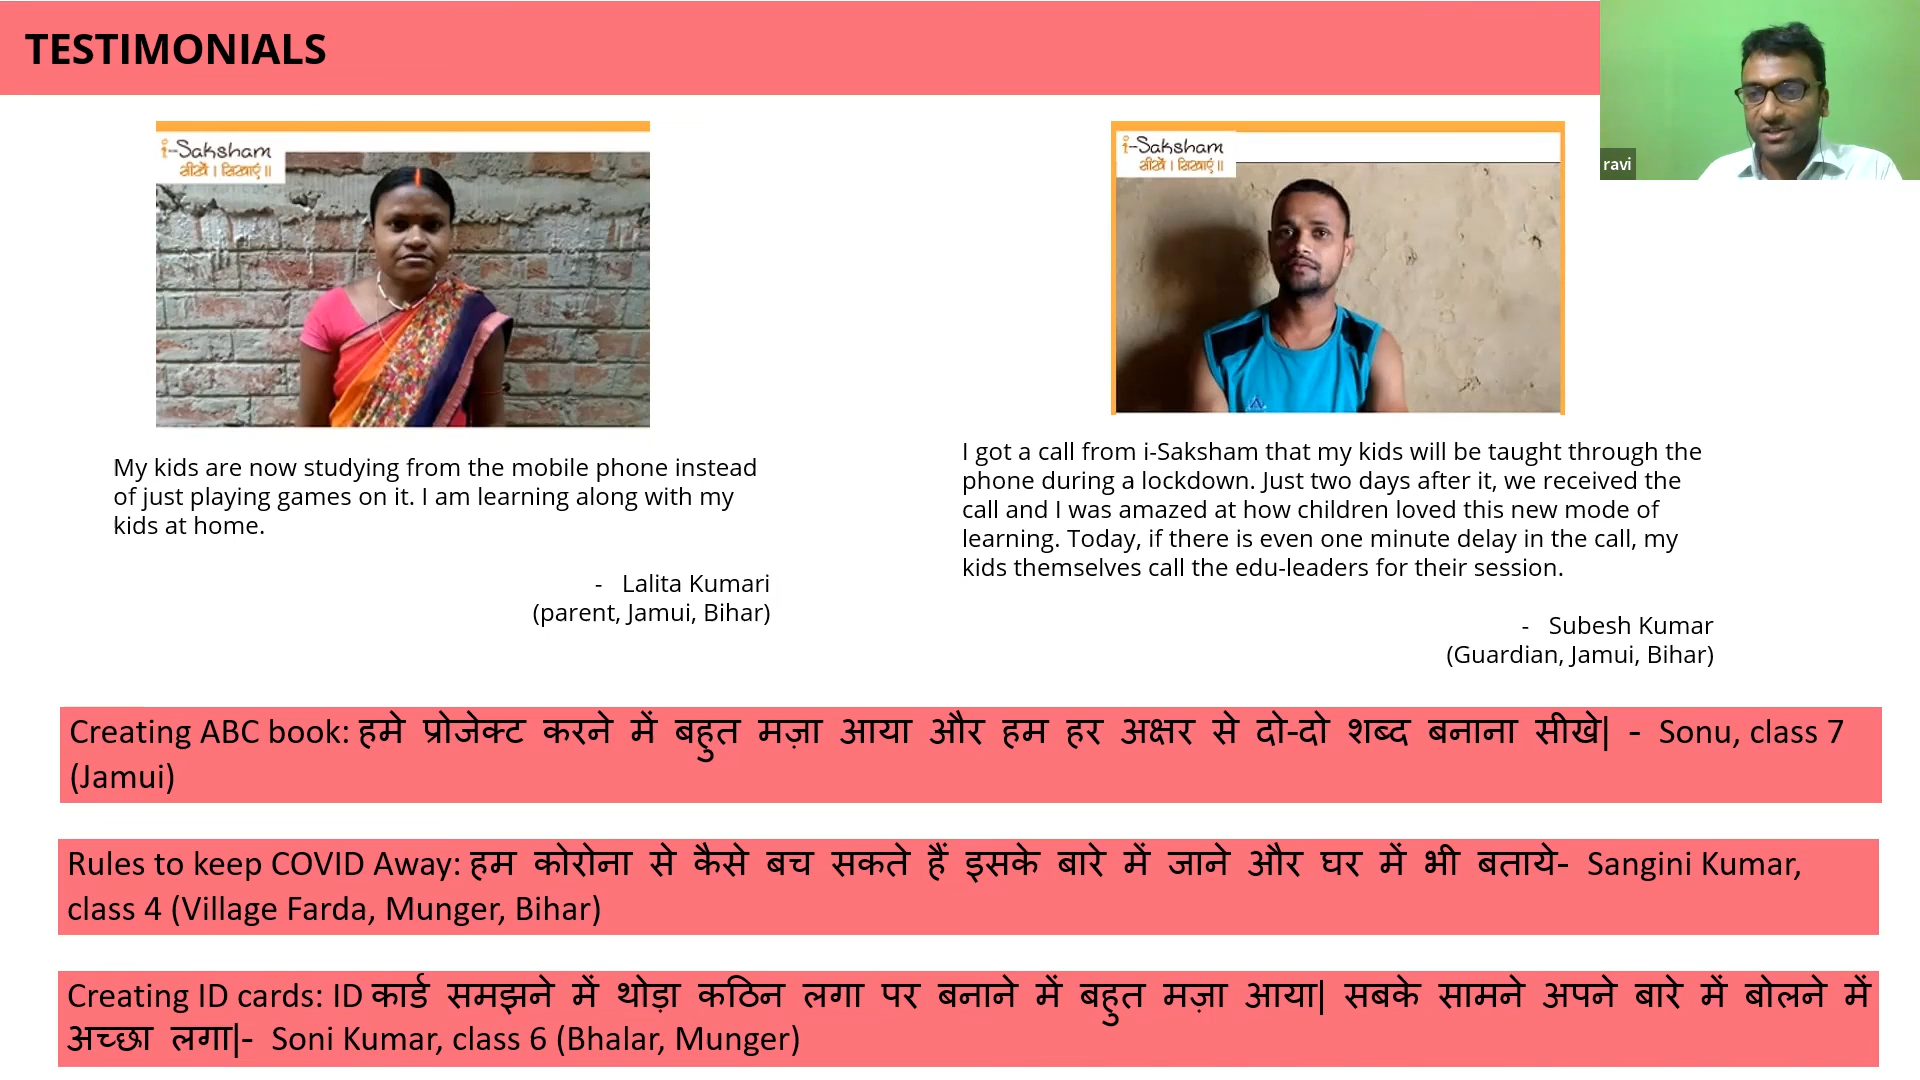 TESTIMONIALS
ravi
i-Saksham
सीखें । सिखाएं ॥
i-Saksham
सीखें । सिखाएं ॥
My kids are now studying from the mobile phone instead
of just playing games on it. I am learning along with my
kids at home.
- Lalita Kumari
(parent, Jamui, Bihar)
I got a call from i-Saksham that my kids will be taught through the
phone during a lockdown. Just two days after it, we received the
call and I was amazed at how children loved this new mode of
learning. Today, if there is even one minute delay in the call, my
kids themselves call the edu-leaders for their session.
- Subesh Kumar
(Guardian, Jamui, Bihar)
Creating ABC book: हमे प्रोजेक्ट करने में बहुत मज़ा आया और हम हर अक्षर से दो-दो शब्द बनाना सीखे| - Sonu, class 7
(Jamui)
Rules to keep COVID Away: हम कोरोना से कैसे बच सकते हैं इसके बारे में जाने और घर में भी बताये- Sangini Kumar,
class 4 (Village Farda, Munger, Bihar)
Creating ID cards: ID कार्ड समझने में थोड़ा कठिन लगा पर बनाने में बहुत मज़ा आया| सबके सामने अपने बारे में बोलने में
अच्छा लगा|- Soni Kumar, class 6 (Bhalar, Munger)